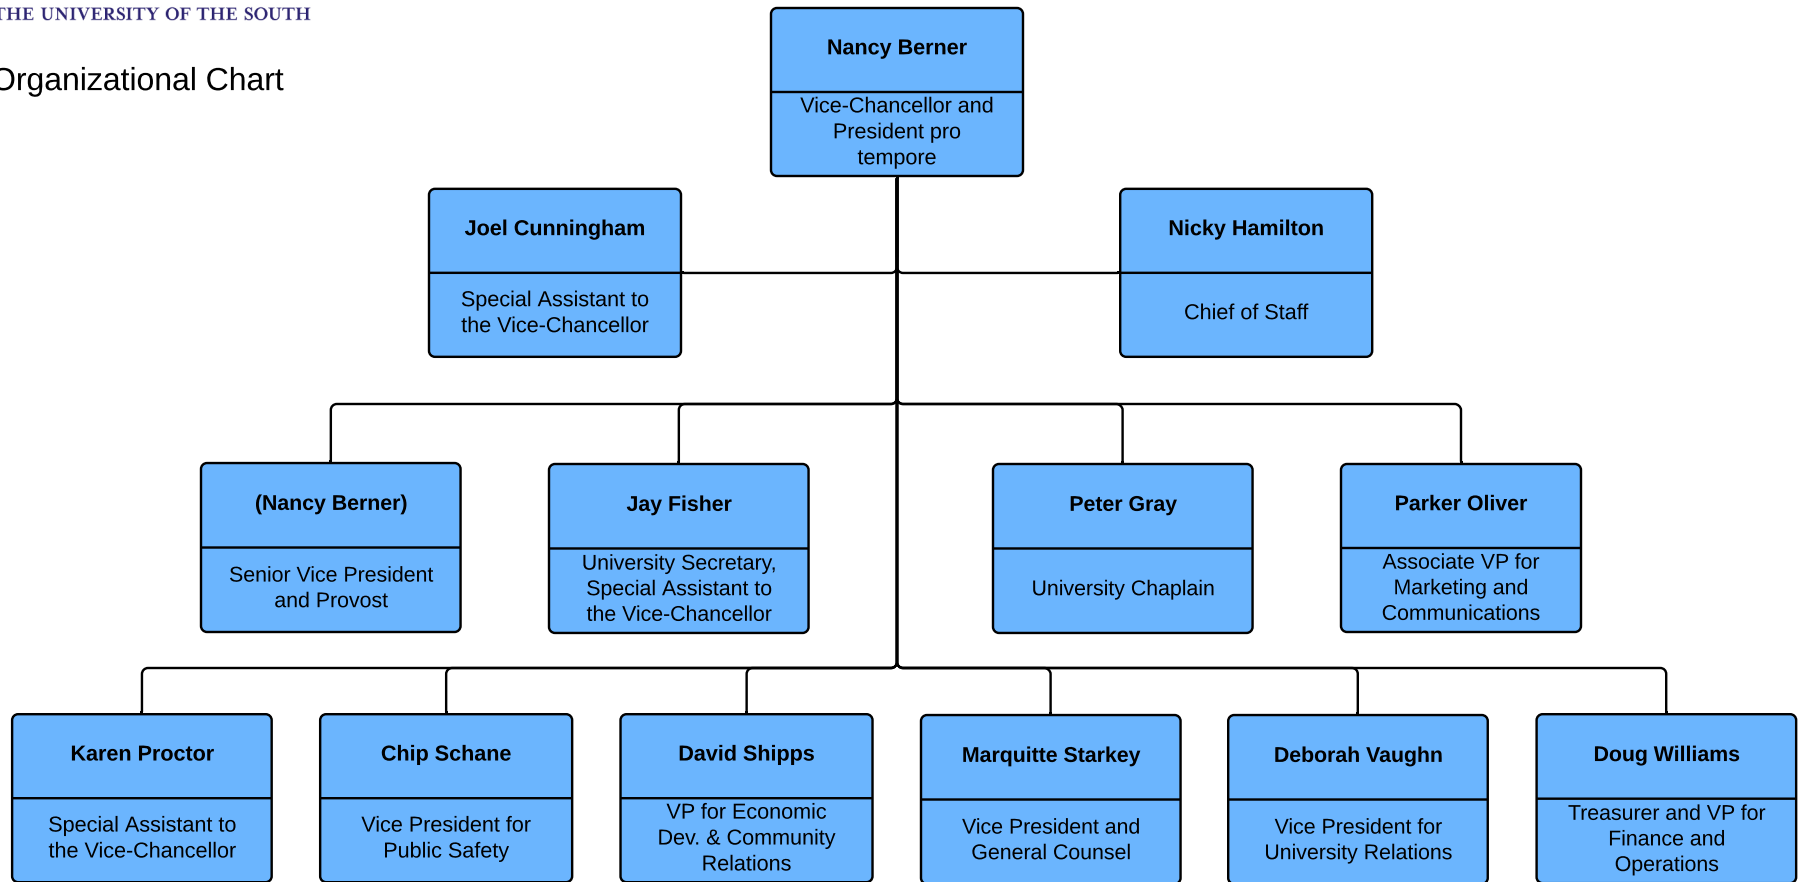 THE UNIVERSITY OF THE SOUTH
Organizational Chart
Nancy Berner
Vice-Chancellor and
President pro
tempore
Joel Cunningham
Special Assistant to
the Vice-Chancellor
Nicky Hamilton
Chief of Staff
(Nancy Berner)
Senior Vice President
and Provost
Jay Fisher
University Secretary,
Special Assistant to
the Vice-Chancellor
Peter Gray
University Chaplain
Parker Oliver
Associate VP for
Marketing and
Communications
Karen Proctor
Special Assistant to
the Vice-Chancellor
Chip Schane
Vice President for
Public Safety
David Shipps
VP for Economic
Dev. & Community
Relations
Marquitte Starkey
Vice President and
General Counsel
Deborah Vaughn
Vice President for
University Relations
Doug Williams
Treasurer and VP for
Finance and
Operations